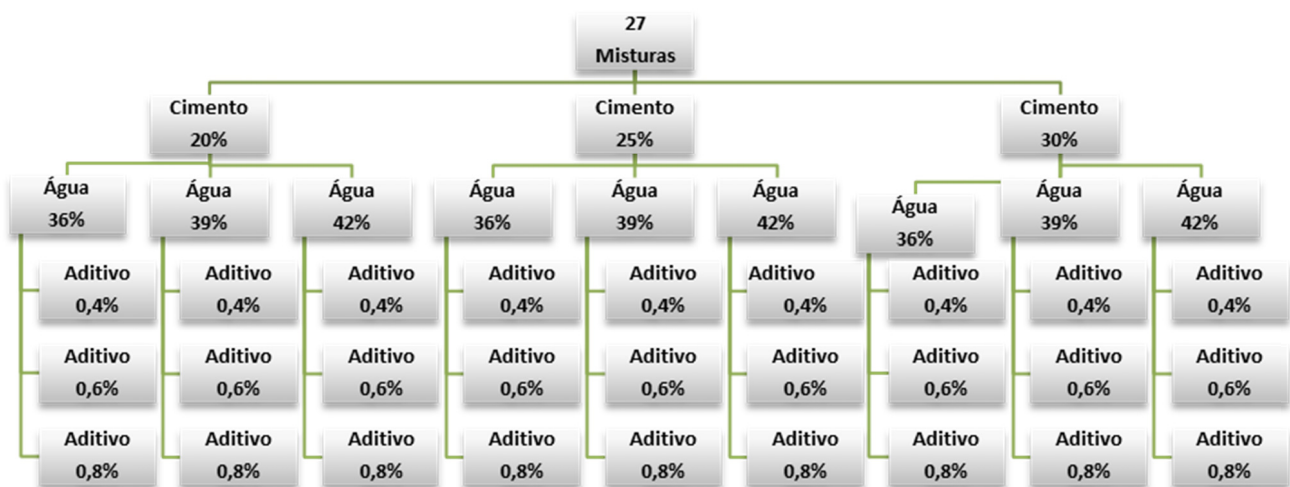 27
Misturas
Cimento
20%
Cimento
25%
Cimento
30%
Água
36%
Água
39%
Água
42%
Água
36%
Água
39%
Água
42%
Água
36%
Água
39%
Água
42%
Aditivo
0,4%
Aditivo
0,4%
Aditivo
0,4%
Aditivo
0,4%
Aditivo
0,4%
Aditivo
0,4%
Aditivo
0,4%
Aditivo
0,4%
Aditivo
0,4%
Aditivo
0,6%
Aditivo
0,6%
Aditivo
0,6%
Aditivo
0,6%
Aditivo
0,6%
Aditivo
0,6%
Aditivo
0,6%
Aditivo
0,6%
Aditivo
0,6%
Aditivo
0,8%
Aditivo
0,8%
Aditivo
0,8%
Aditivo
0,8%
Aditivo
0,8%
Aditivo
0,8%
Aditivo
0,8%
Aditivo
0,8%
Aditivo
0,8%